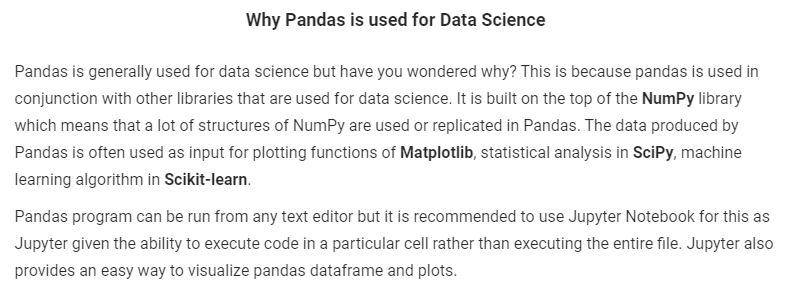 Why Pandas is used for Data Science
Pandas is generally used for data science but have you wondered why? This is because pandas is used in
conjunction with other libraries that are used for data science. It is built on the top of the NumPy library
which means that a lot of structures of NumPy are used or replicated in Pandas. The data produced by
Pandas is often used as input for plotting functions of Matplotlib, statistical analysis in SciPy, machine
learning algorithm in Scikit-learn.
Pandas program can be run from any text editor but it is recommended to use Jupyter Notebook for this as
Jupyter given the ability to execute code in a particular cell rather than executing the entire file. Jupyter also
provides an easy way to visualize pandas dataframe and plots.